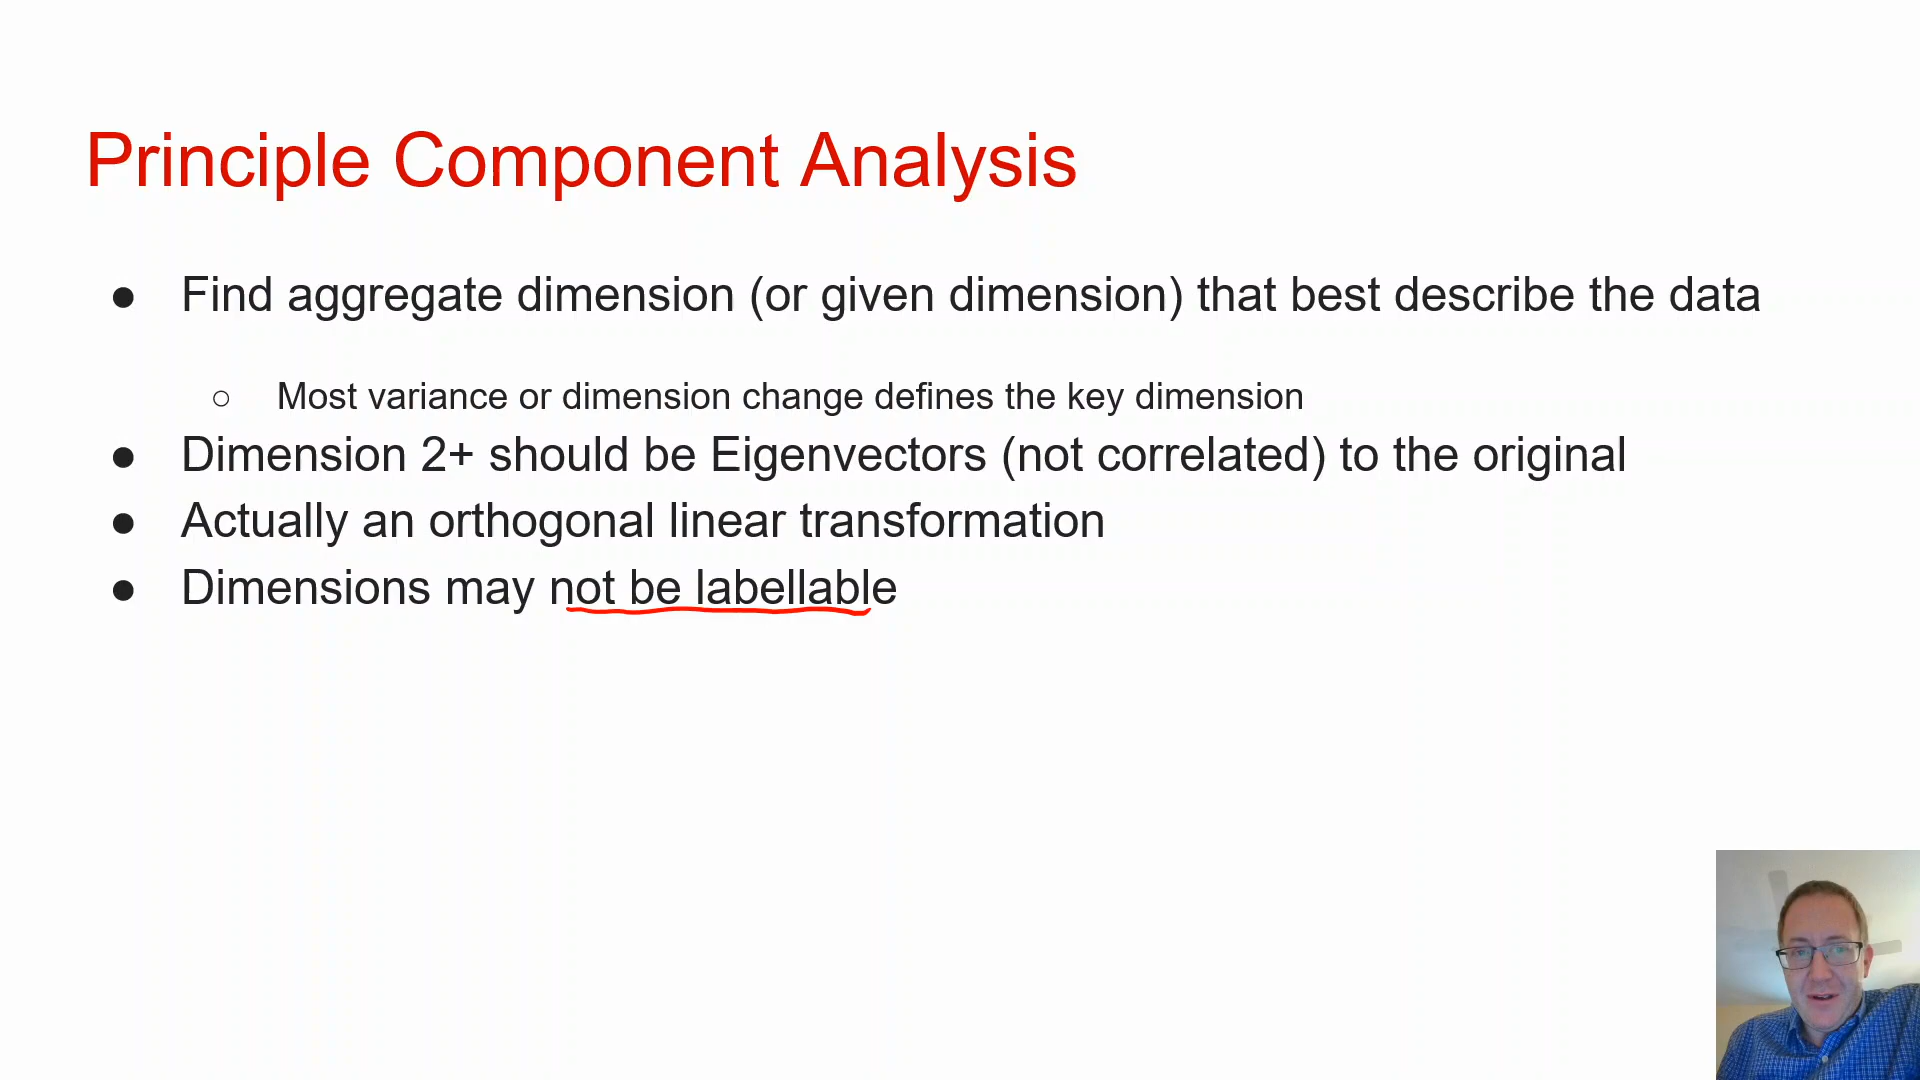 Principle Component Analysis
● Find aggregate dimension (or given dimension) that best describe the data
○ Most variance or dimension change defines the key dimension
● Dimension 2+ should be Eigenvectors (not correlated) to the original
● Actually an orthogonal linear transformation
● Dimensions may not be labellable